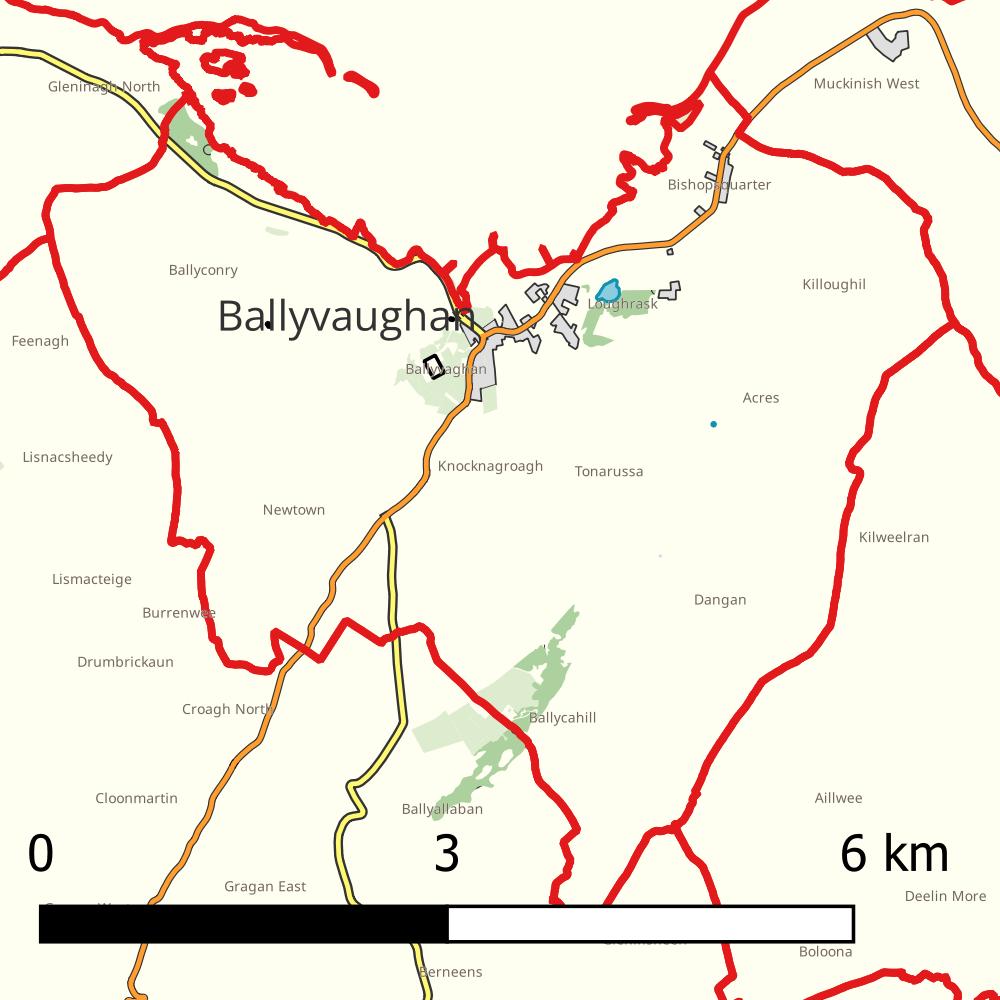 Muckinish West
Gleninagh North
Bishopsquarter
Ballyconry
Killoughil
Loughrask
Ballyvaughan
Feenagh
Ballyvaghan
Acres
Lisnacsheedy
Knocknagroagh
Tonarussa
Newtown
Kilweelran
Lismacteige
Dangan
Burrenwee
Drumbrickaun
Croagh North
Ballycahill
Cloonmartin
Aillwee
Ballyallaban
0 3 6 km
Gragan East
Deelin More
Boloona
Berneens